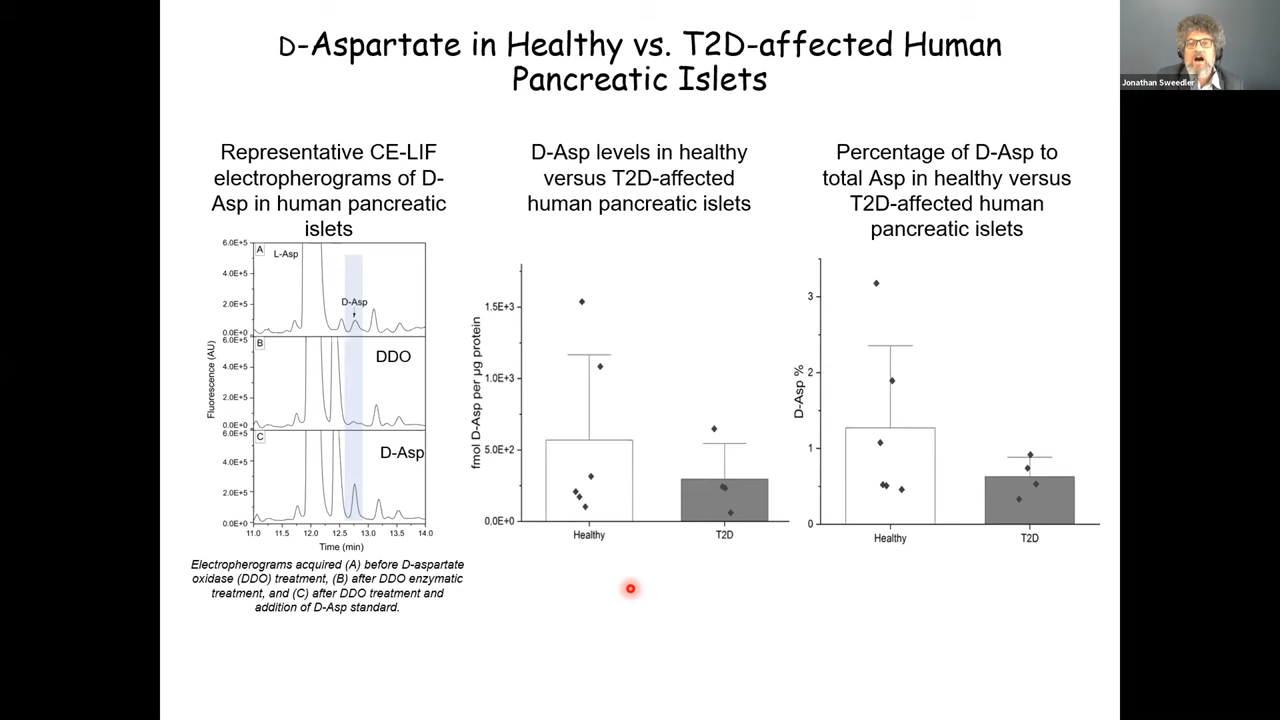 D-Aspartate in Healthy vs. T2D-affected Human
Pancreatic Islets
Jonathan Sweedler
Representative CE-LIF
electropherograms of D-
Asp in human pancreatic
islets
6.0E+5
4.0E+5
2.0E+5
0.0E+0
A
L-Asp
D-Asp
6.0E+5
4.0E+5
2.0E+5
0.0E+0
B
DDO
6.0E+5
4.0E+5
2.0E+5
0.0E+0
C
D-Asp
Fluorescence (AU)
11.0 11.5 12.0 12.5 13.0 13.5 14.0
Time (min)
Electropherograms acquired (A) before D-aspartate
oxidase (DDO) treatment, (B) after DDO enzymatic
treatment, and (C) after DDO treatment and
addition of D-Asp standard.
D-Asp levels in healthy
versus T2D-affected
human pancreatic islets
fmol D-Asp per µg protein
1.5E+3
1.0E+3
5.0E+2
0.0E+0
Healthy T2D
Percentage of D-Asp to
total Asp in healthy versus
T2D-affected human
pancreatic islets
D-Asp %
3
2
1
0
Healthy T2D